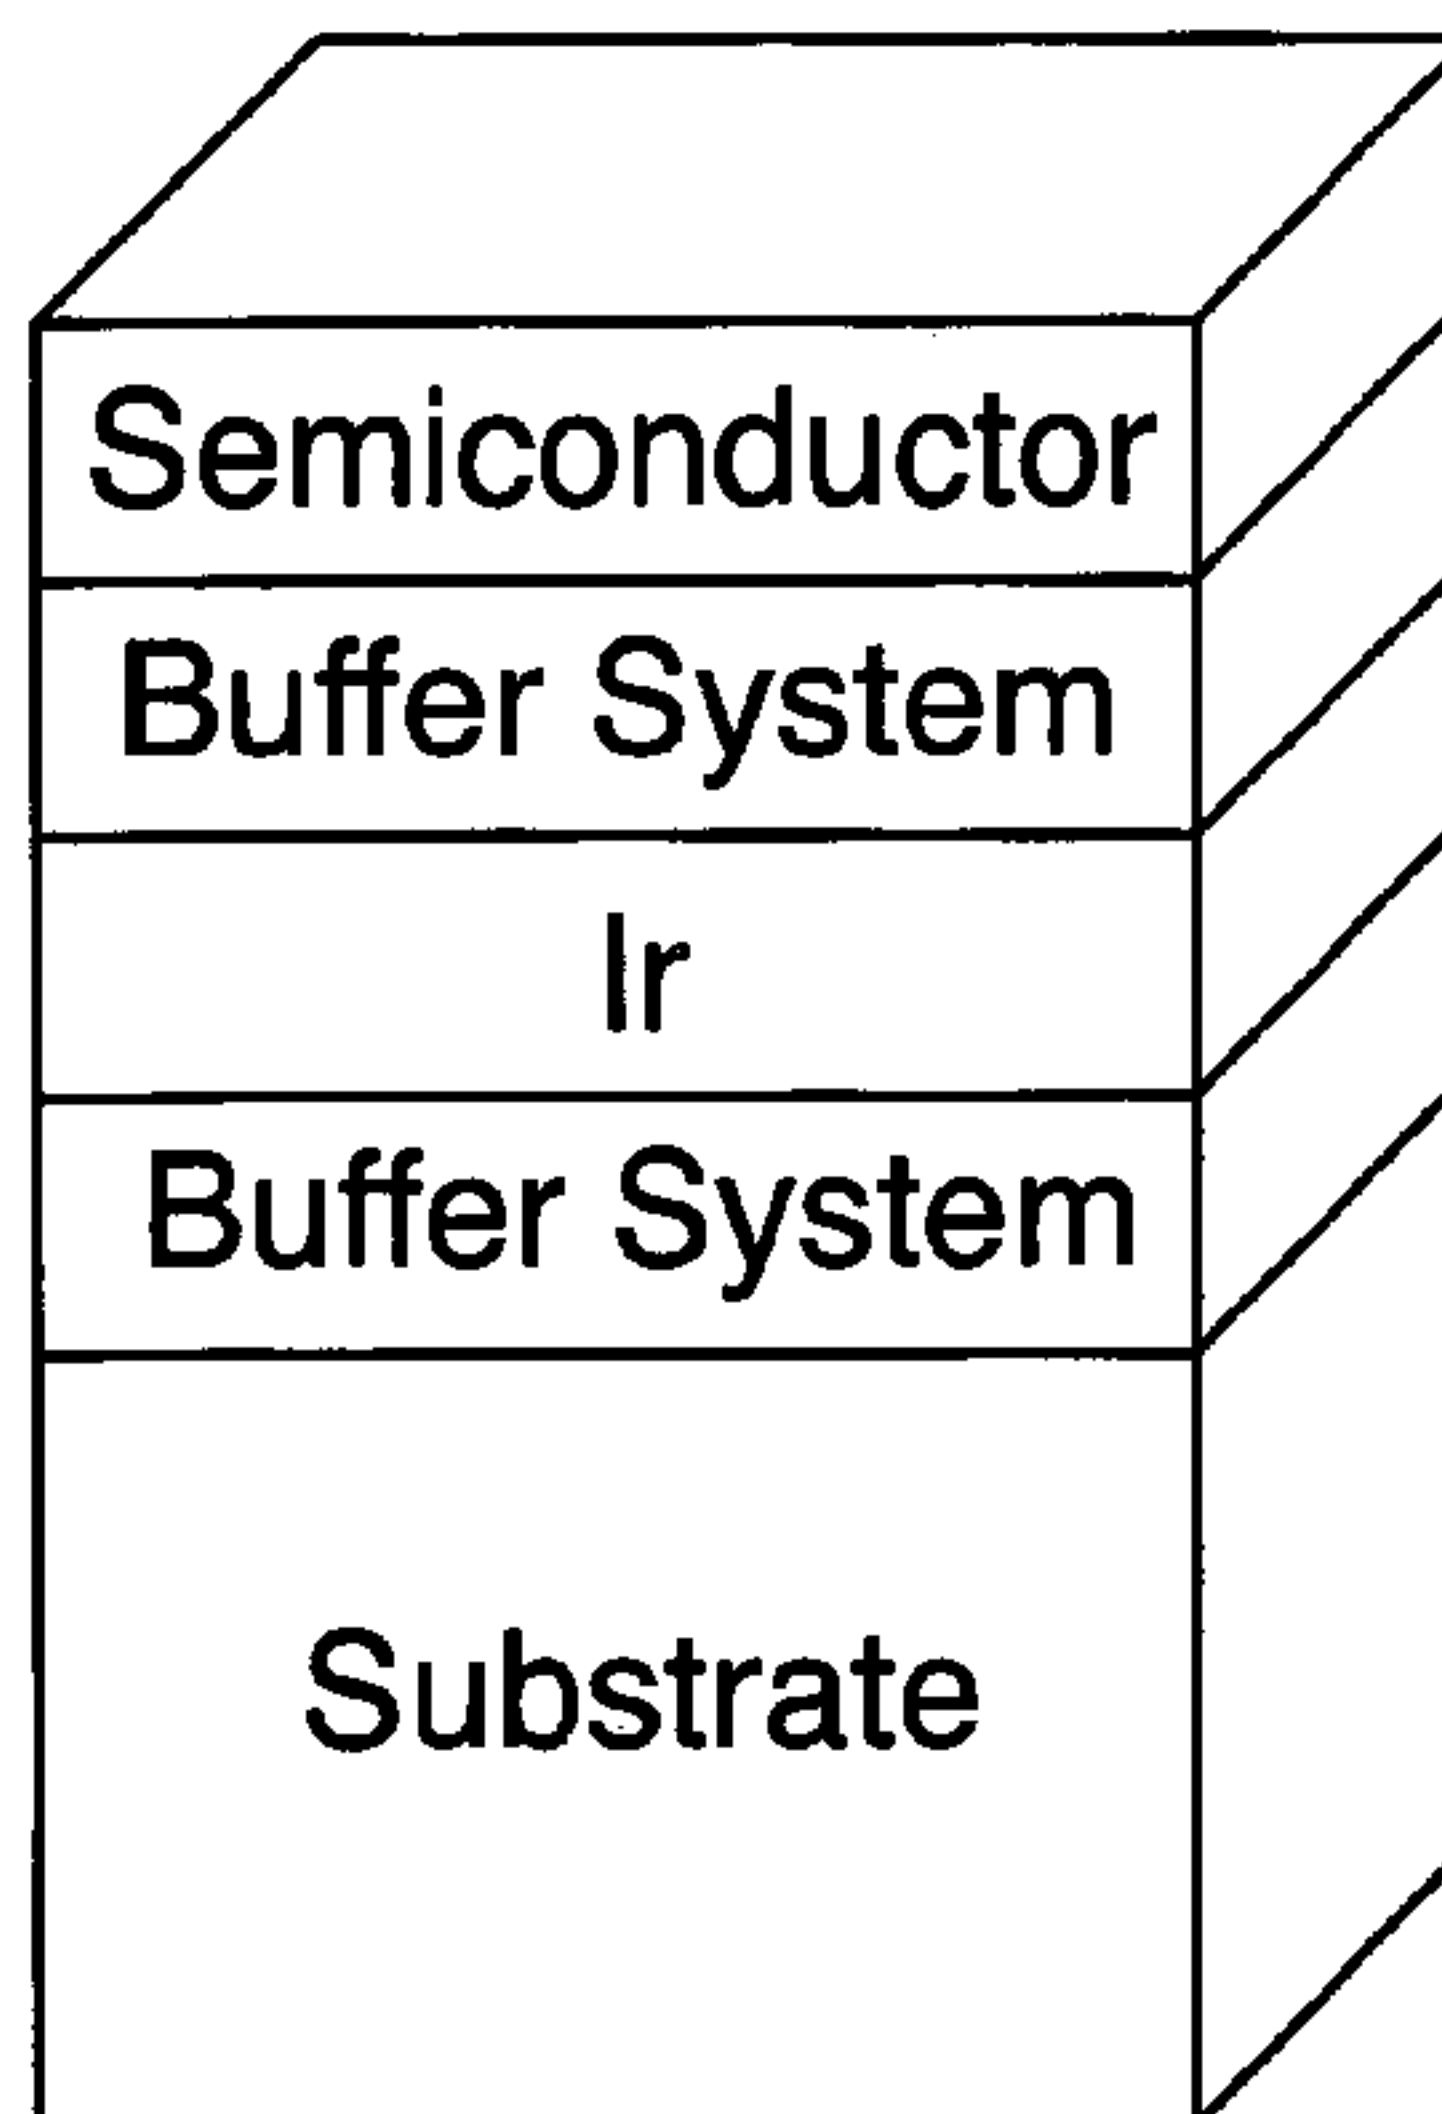 Semiconductor
Buffer System
Ir
Buffer System
Substrate